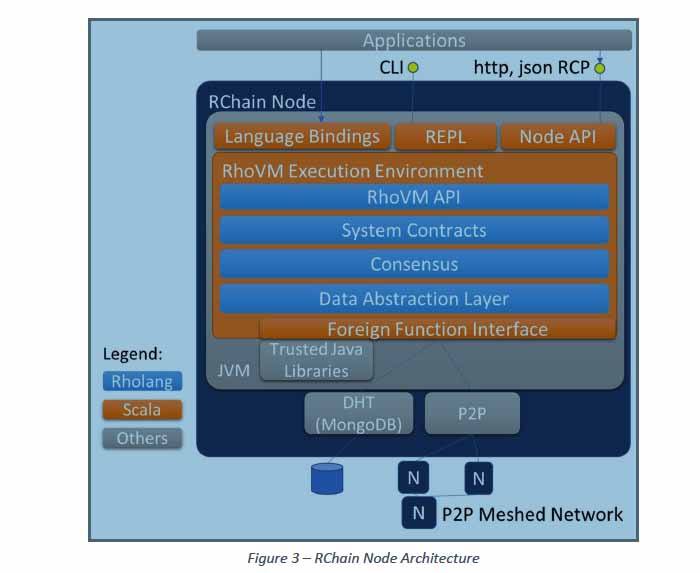 Applications
CLI
http, json RCP
RChain Node
Language Bindings
REPL
Node API
RhoVM Execution Environment
RhoVM API
System Contracts
Consensus
Data Abstraction Layer
Foreign Function Interface
Trusted Java
Libraries
JVM
Legend:
Rholang
Scala
Others
DHT
(MongoDB)
P2P
N
N
N
P2P Meshed Network
Figure 3 – RChain Node Architecture